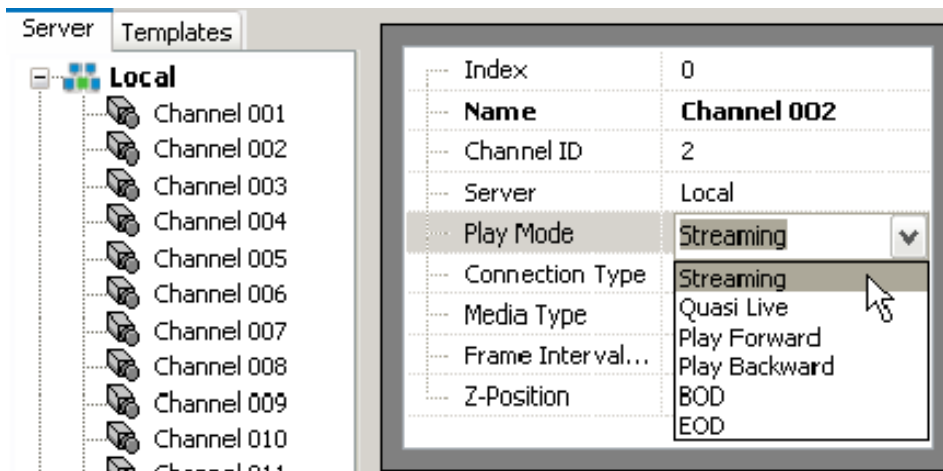 Server
Templates
Local
Channel 001
Channel 002
Channel 003
Channel 004
Channel 005
Channel 006
Channel 007
Channel 008
Channel 009
Channel 010
Channel 011
Index 0
Name Channel 002
Channel ID 2
Server Local
Play Mode Streaming
Connection Type
Media Type
Frame Interval...
Z-Position
Streaming
Quasi Live
Play Forward
Play Backward
BOD
EOD